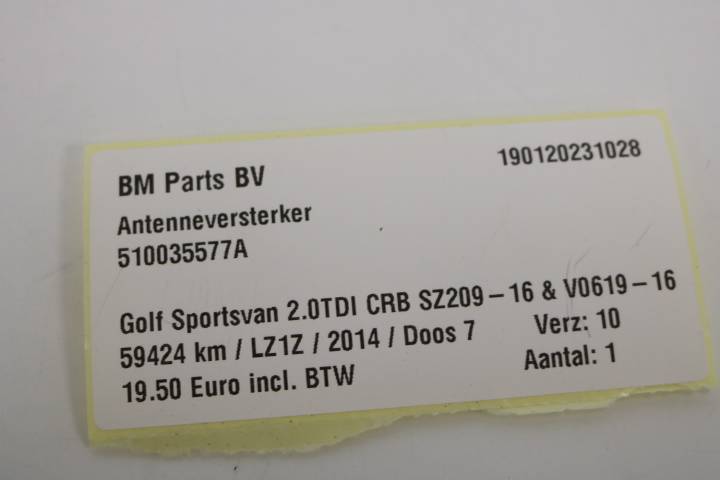 BM Parts BV 190120231028
Antenneversterker
510035577A
Golf Sportsvan 2.0TDI CRB SZ209-16 & V0619-16
59424 km / LZ1Z / 2014 / Doos 7 Verz: 10
19.50 Euro incl. BTW Aantal: 1